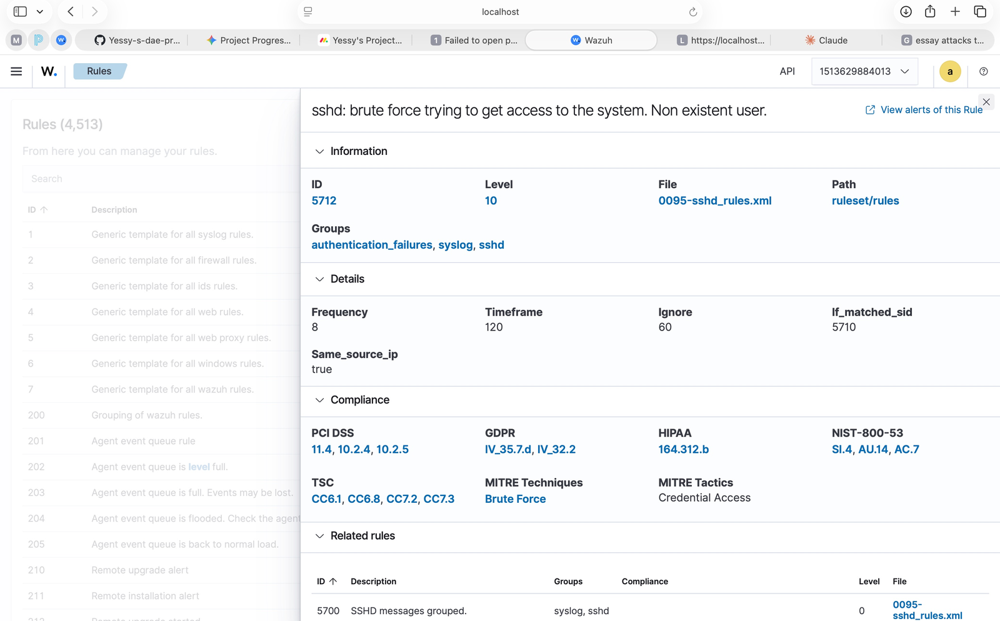 localhost
M
Yessy-s-dae-pr...
Project Progres...
Yessy's Project...
1 Failed to open p...
W. Wazuh
L https://localhost...
Claude
G essay attacks t...
W. Rules
API 1513629884013 a
Rules (4,513)
From here you can manage your rules.
Search
ID Description
1 Generic template for all syslog rules.
2 Generic template for all firewall rules.
3 Generic template for all ids rules.
4 Generic template for all web rules.
5 Generic template for all web proxy rules.
6 Generic template for all windows rules.
7 Generic template for all wazuh rules.
200 Grouping of wazuh rules.
201 Agent event queue rule
202 Agent event queue is level full.
203 Agent event queue is full. Events may be lost.
204 Agent event queue is flooded. Check the agent
205 Agent event queue is back to normal load.
210 Remote upgrade alert
211 Remote installation alert
212 Remote upgrade started
sshd: brute force trying to get access to the system. Non existent user.
View alerts of this Rule
Information
ID Level File Path
5712 10 0095-sshd_rules.xml ruleset/rules
Groups
authentication_failures, syslog, sshd
Details
Frequency Timeframe Ignore If_matched_sid
8 120 60 5710
Same_source_ip
true
Compliance
PCI DSS GDPR HIPAA NIST-800-53
11.4, 10.2.4, 10.2.5 IV_35.7.d, IV_32.2 164.312.b SI.4, AU.14, AC.7
TSC MITRE Techniques MITRE Tactics
CC6.1, CC6.8, CC7.2, CC7.3 Brute Force Credential Access
Related rules
ID Description Groups Compliance Level File
5700 SSHD messages grouped. syslog, sshd 0 0095-
sshd_rules.xml